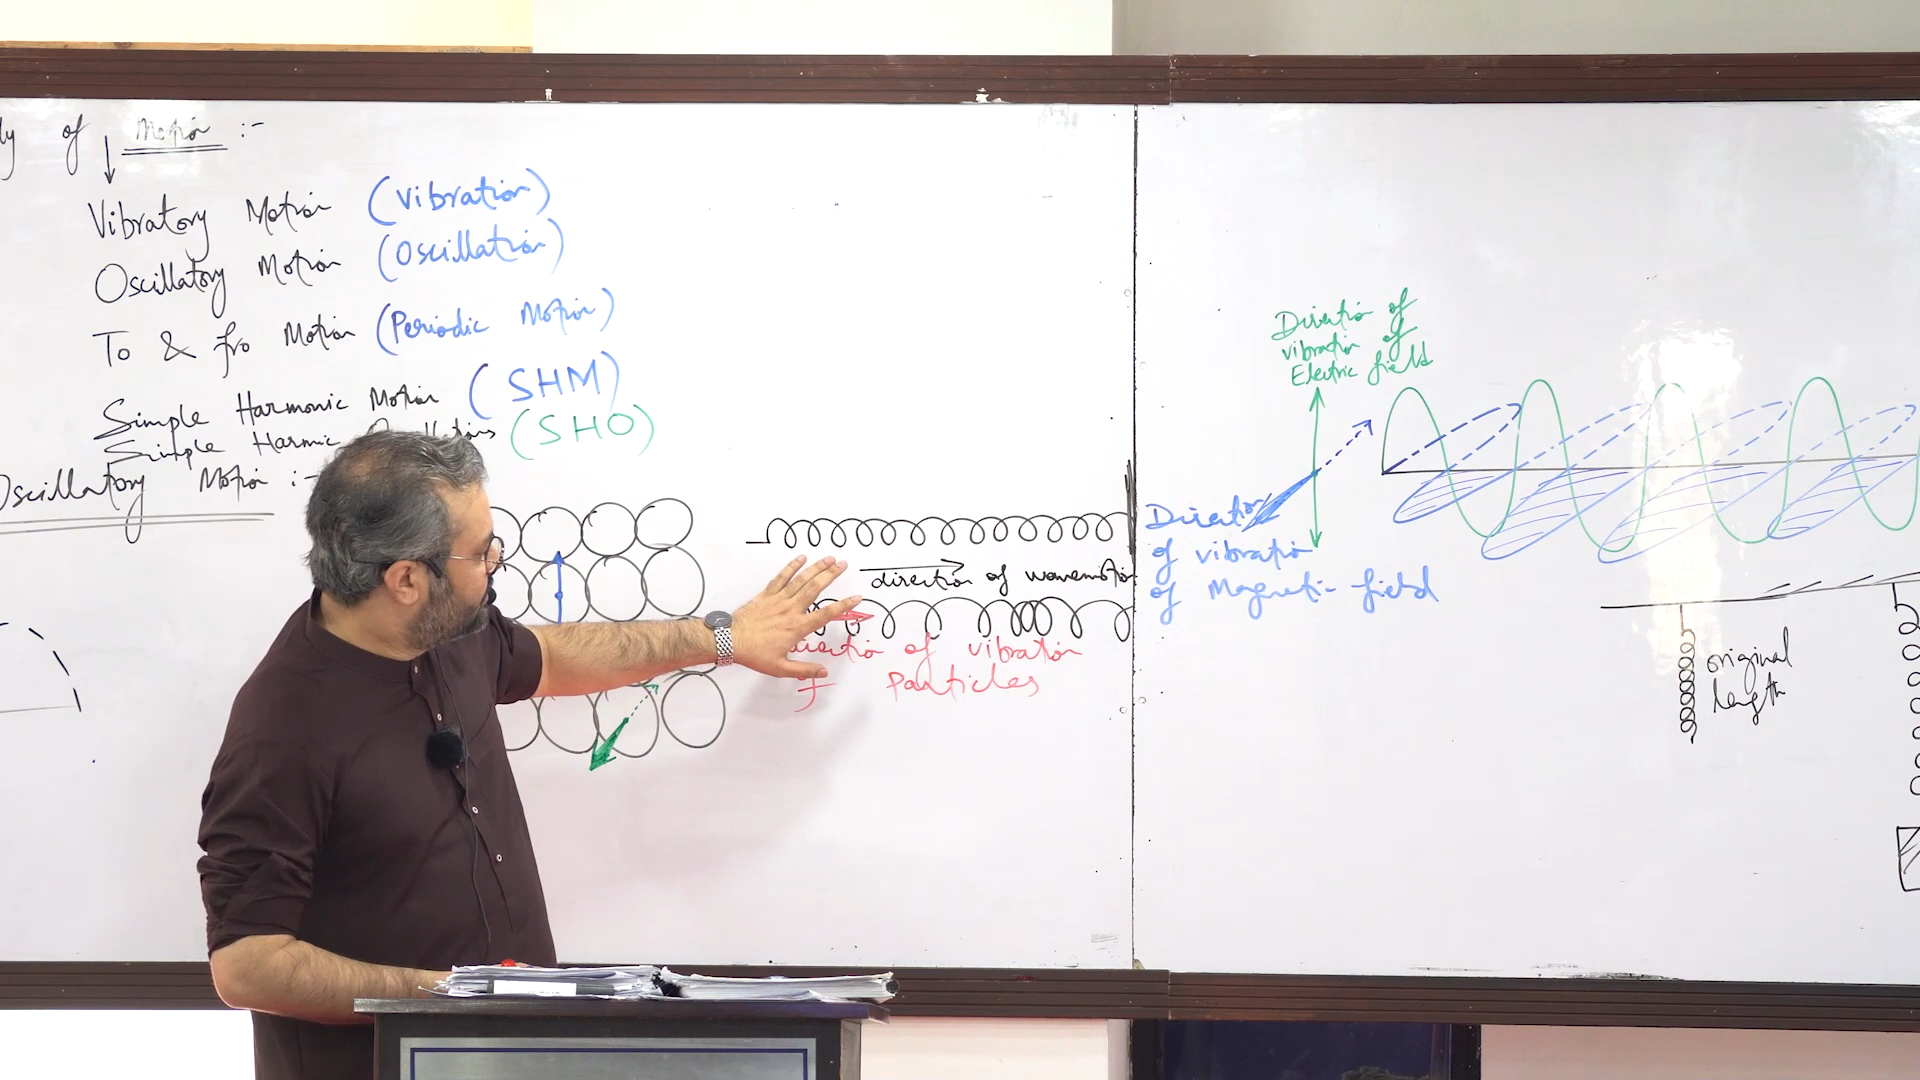 of Motion :-
Vibratory Motion (Vibration)
Oscillatory Motion (Oscillation)
To & fro Motion (Periodic Motion)
Simple Harmonic Motion (SHM)
Simple Harmic (SHO)
Oscillatory Motion :-
direction of wavemotion
of vibration
of Particles
Direction of
vibration of
Electric field
Direction
of vibration
of Magnetic field
original
length